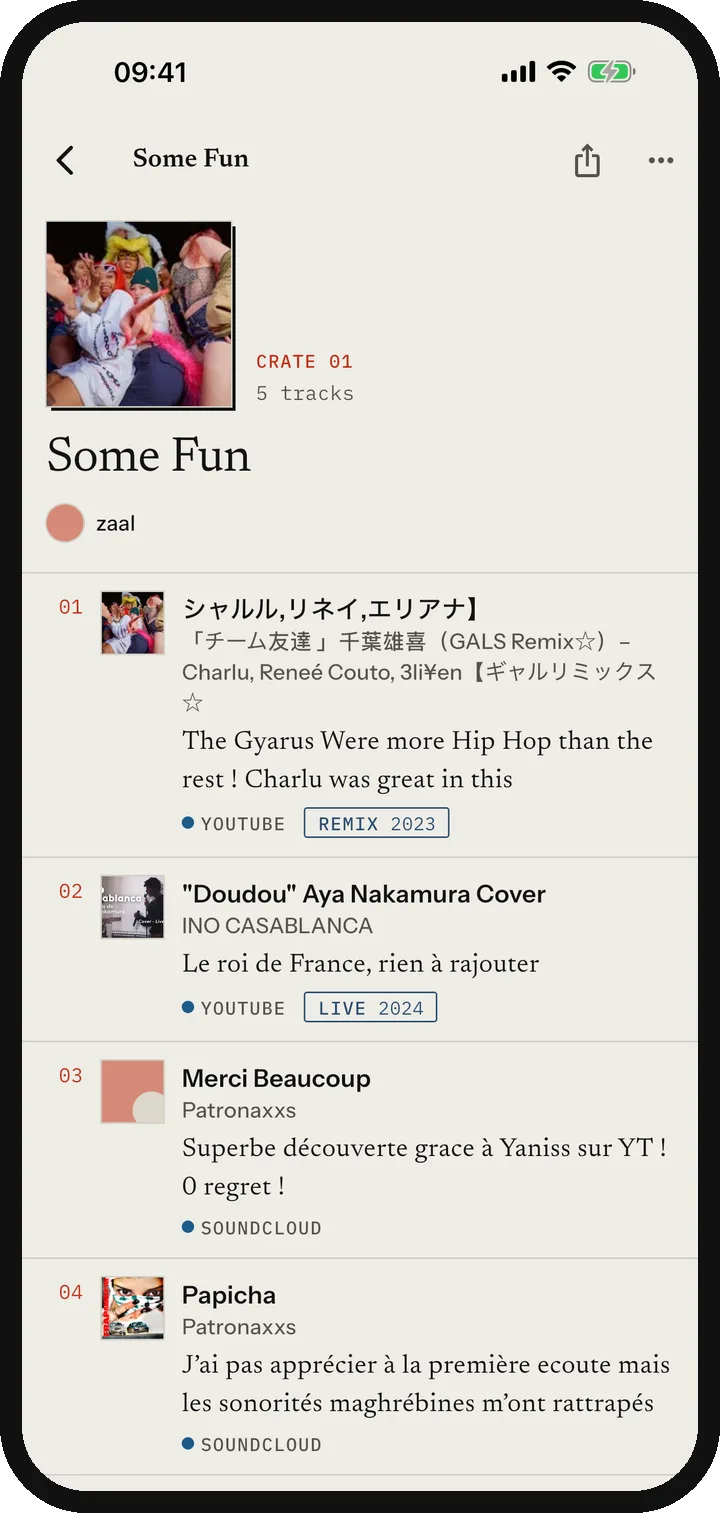 09:41
Some Fun
CRATE 01
5 tracks
Some Fun
zaal
01
シャルル,リネイ,エリアナ】
「チーム友達 」千葉雄喜（GALS Remix☆）–
Charlu, Reneé Couto, 3li¥en【ギャルリミックス
☆
The Gyarus Were more Hip Hop than the
rest ! Charlu was great in this
YOUTUBE REMIX 2023
02
"Doudou" Aya Nakamura Cover
INO CASABLANCA
Le roi de France, rien à rajouter
YOUTUBE LIVE 2024
03
Merci Beaucoup
Patronaxxs
Superbe découverte grace à Yaniss sur YT !
0 regret !
SOUNDCLOUD
04
Papicha
Patronaxxs
J’ai pas apprécier à la première ecoute mais
les sonorités maghrébines m’ont rattrapés
SOUNDCLOUD